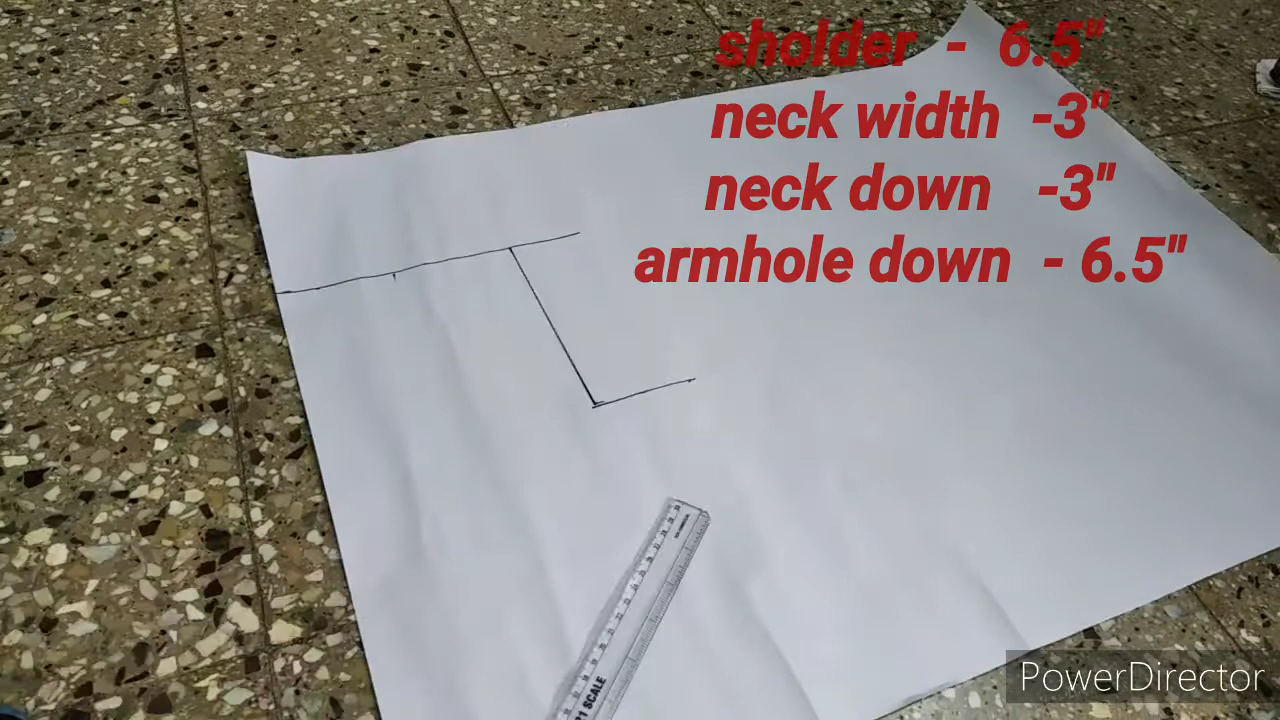 sholder - 6.5"
neck width -3"
neck down -3"
armhole down - 6.5"
SCALE
PowerDirector